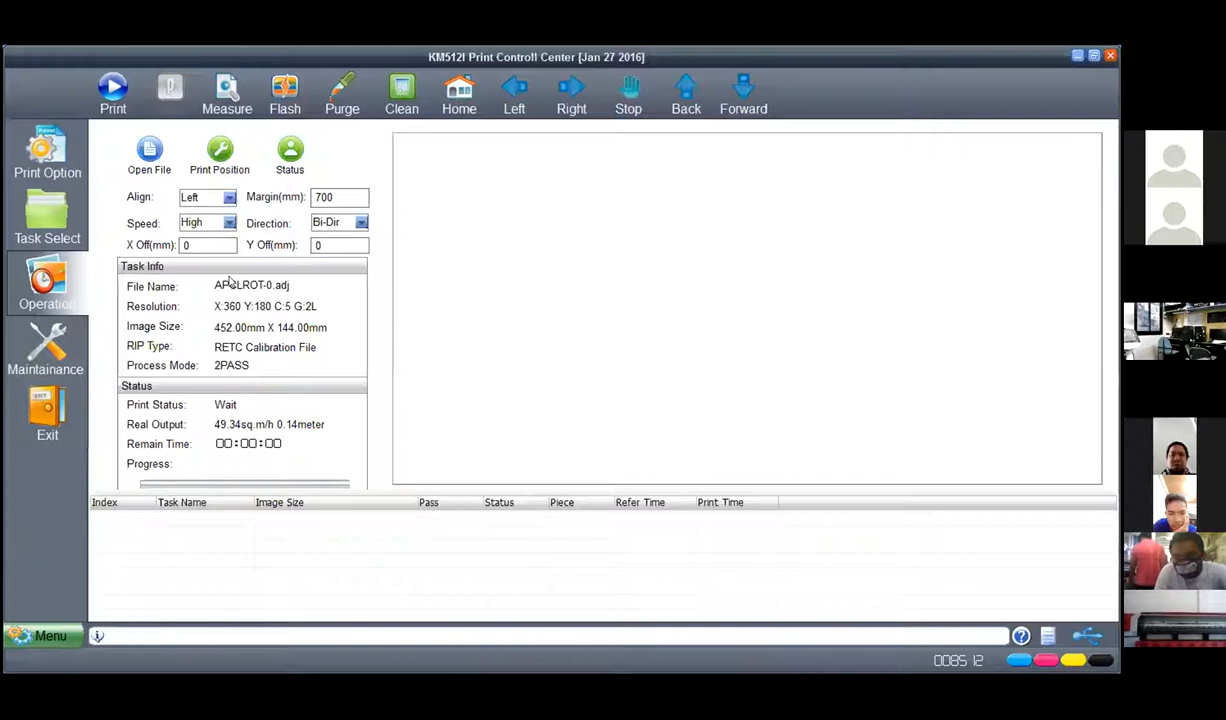 KM512I Print Controll Center [Jan 27 2016]
Print
Measure
Flash
Purge
Clean
Home
Left
Right
Stop
Back
Forward
Print Option
Task Select
Operation
Maintainance
EXIT
Exit
Open File
Print Position
Status
Align: Left Margin(mm): 700
Speed: High Direction: Bi-Dir
X Off(mm): 0 Y Off(mm): 0
Task Info
File Name:
Resolution: X:360 Y:180 C:5 G:2L
Image Size: 452.00mm X 144.00mm
RIP Type: RETC Calibration File
Process Mode: 2PASS
Status
Print Status: Wait
Real Output: 49.34sq.m/h 0.14meter
Remain Time: 00:00:00
Progress:
Index Task Name Image Size Pass Status Piece Refer Time Print Time
Menu
0085 12